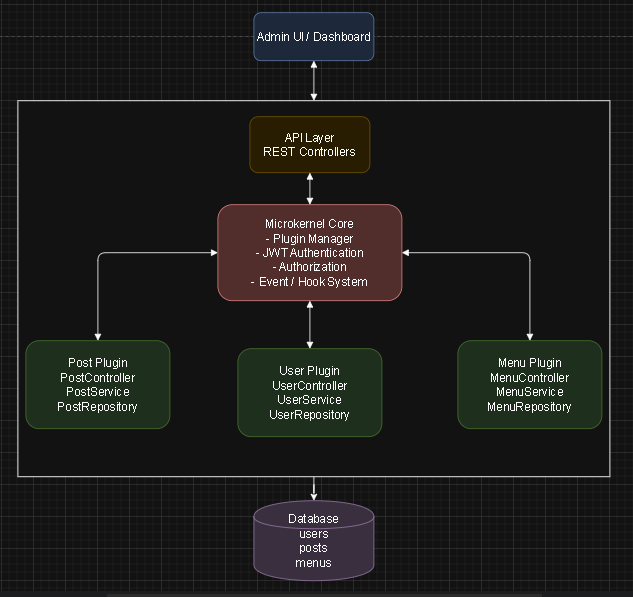 Admin UI / Dashboard
API Layer
REST Controllers
Microkernel Core
- Plugin Manager
- JWT Authentication
- Authorization
- Event / Hook System
Post Plugin
PostController
PostService
PostRepository
User Plugin
UserController
UserService
UserRepository
Menu Plugin
MenuController
MenuService
MenuRepository
Database
users
posts
menus